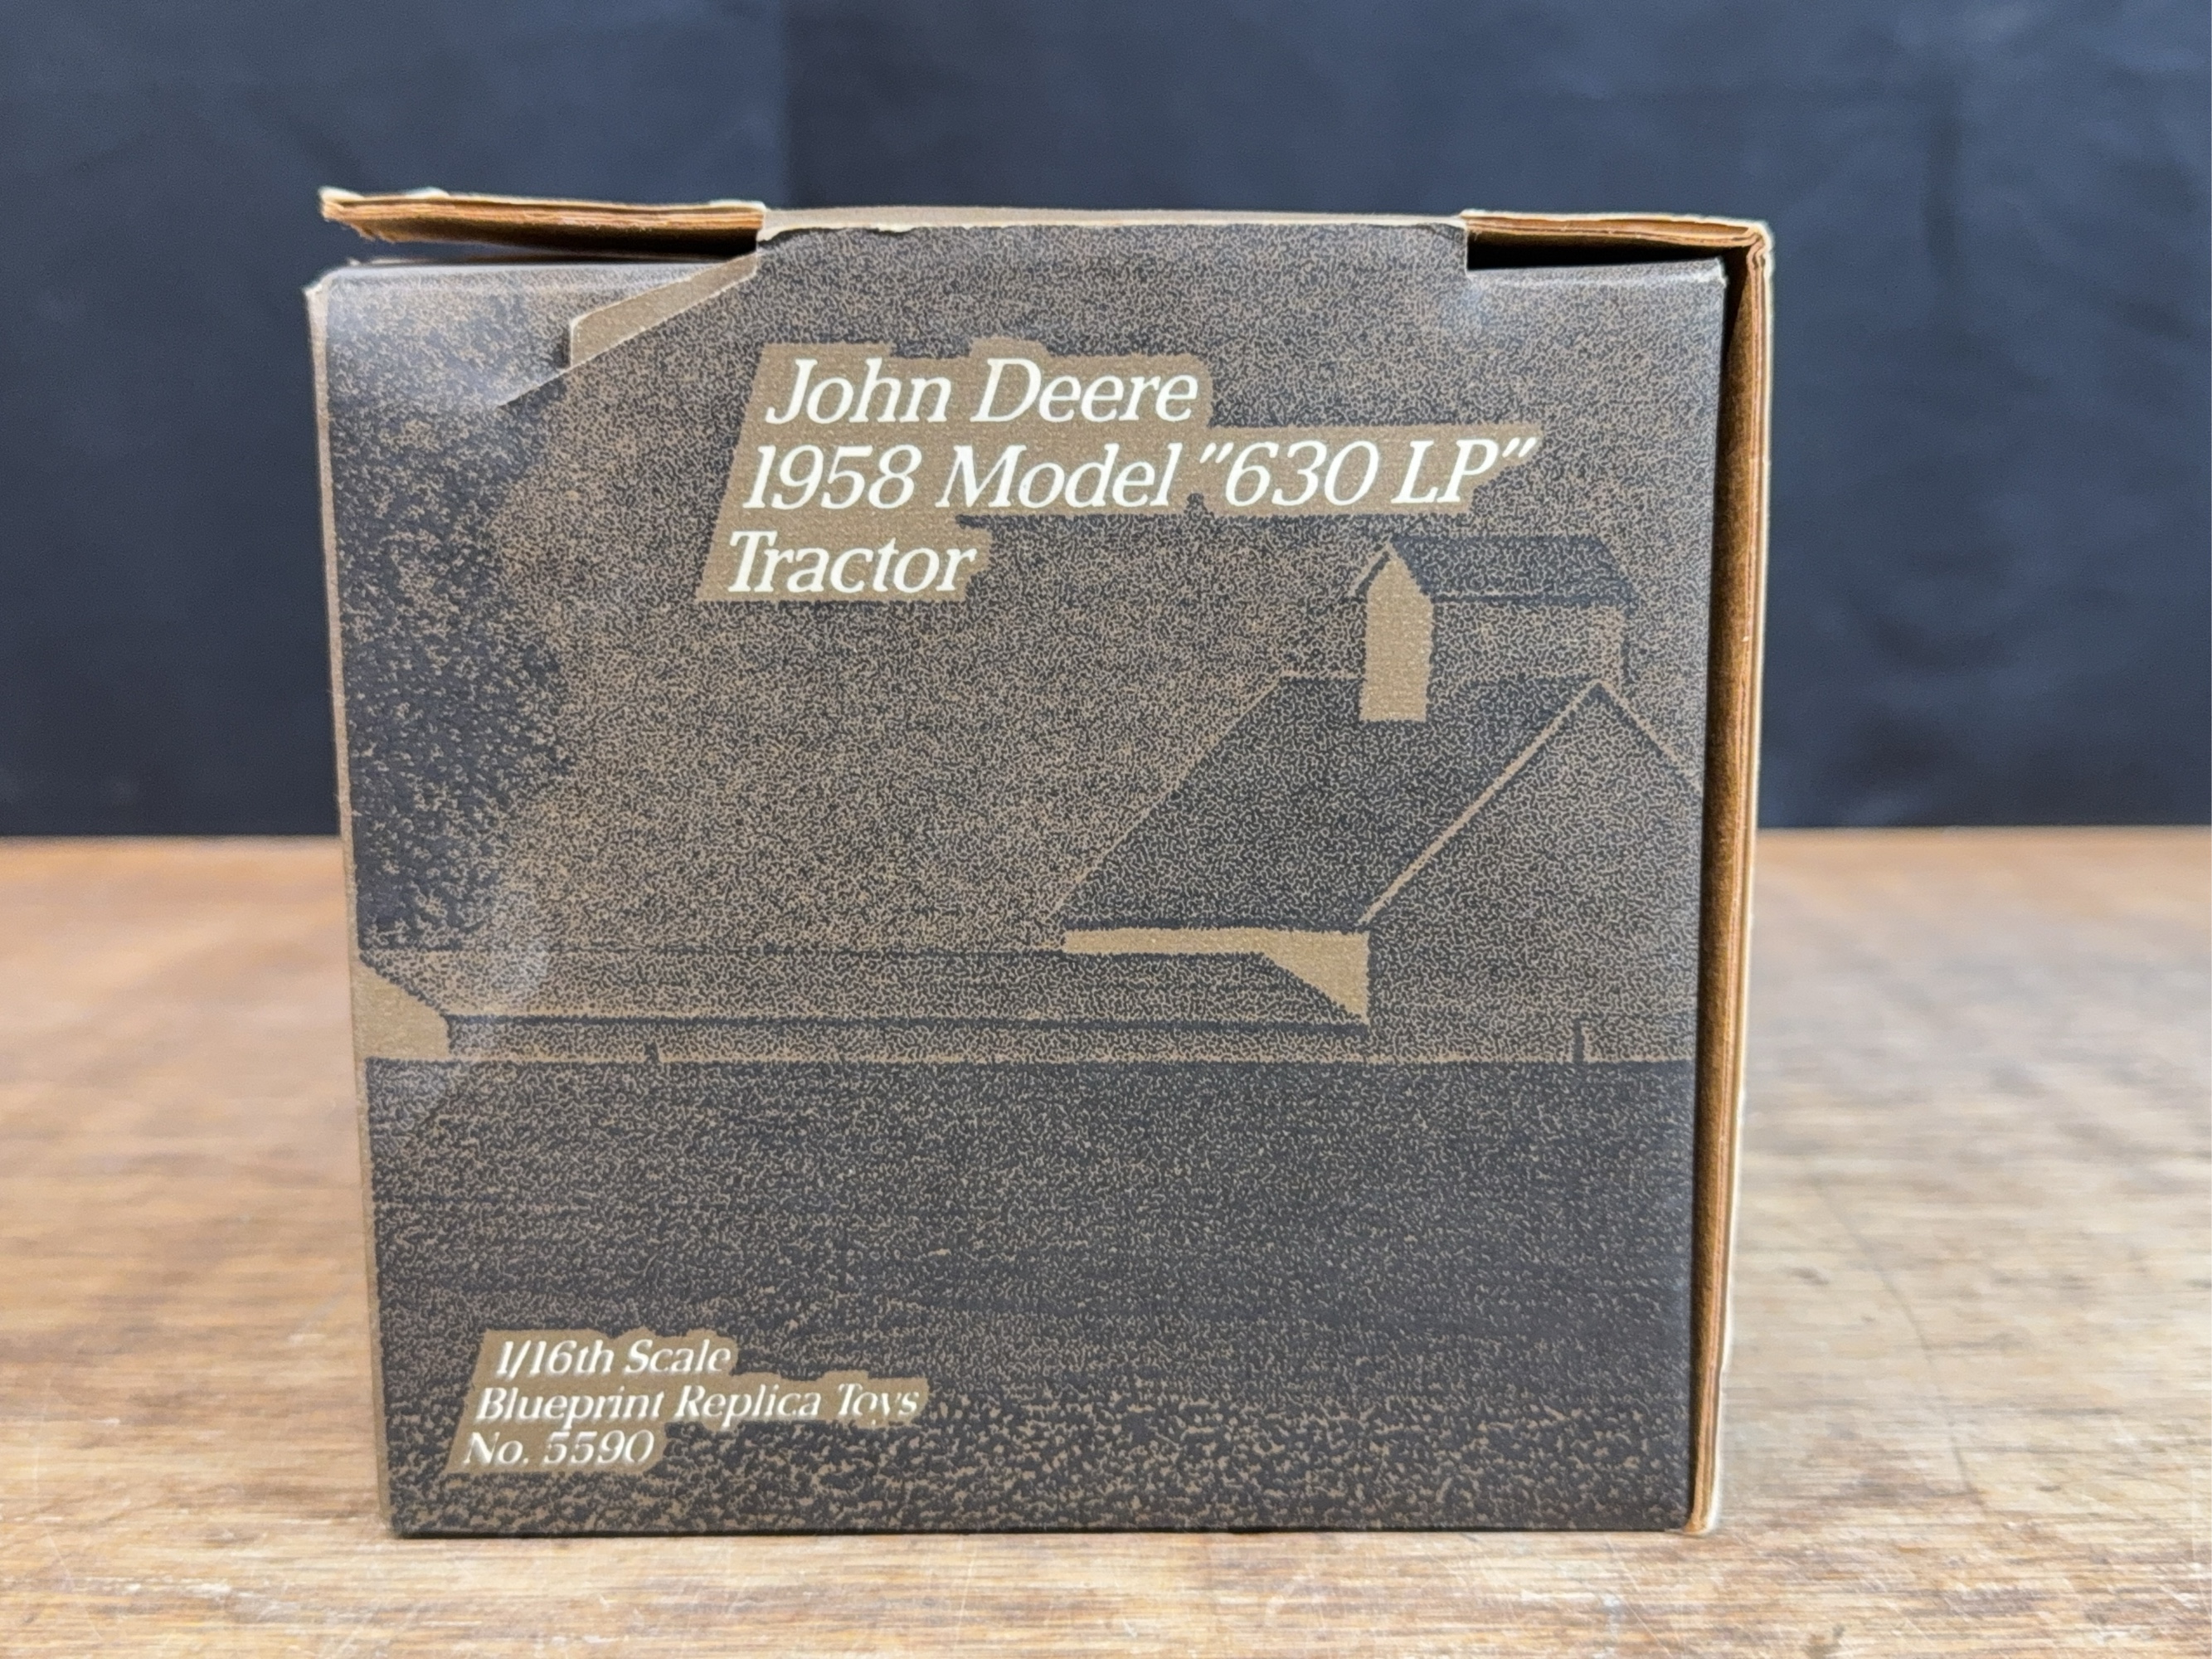 John Deere
1958 Model "630 LP"
Tractor
1/16th Scale
Blueprint Replica Toys
No. 5590